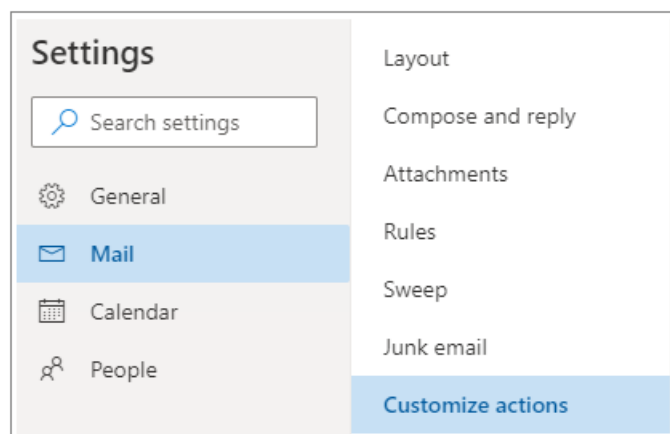 Settings
Search settings
General
Mail
Calendar
People
Layout
Compose and reply
Attachments
Rules
Sweep
Junk email
Customize actions